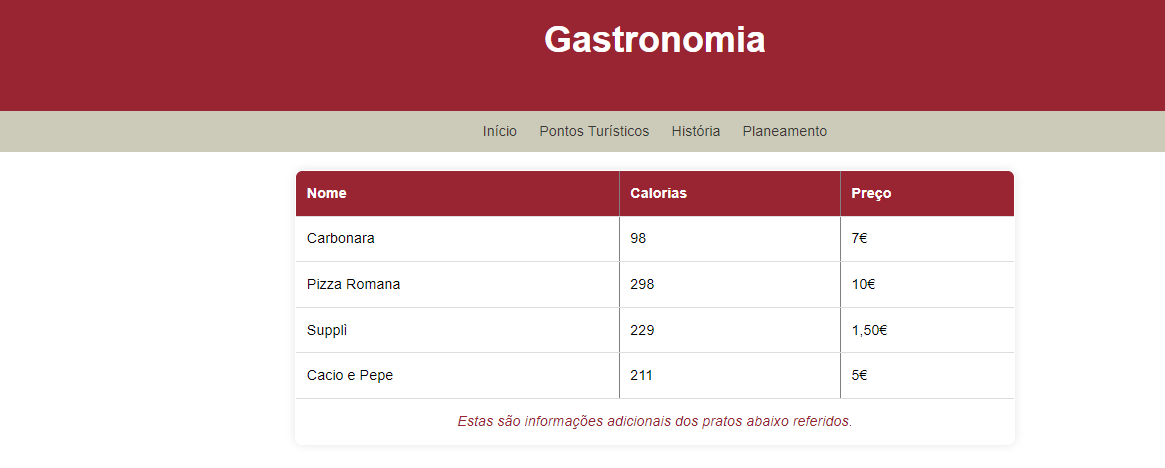 Gastronomia
Início Pontos Turísticos História Planeamento
Nome Calorias Preço
Carbonara 98 7€
Pizza Romana 298 10€
Supplì 229 1,50€
Cacio e Pepe 211 5€
Estas são informações adicionais dos pratos abaixo referidos.